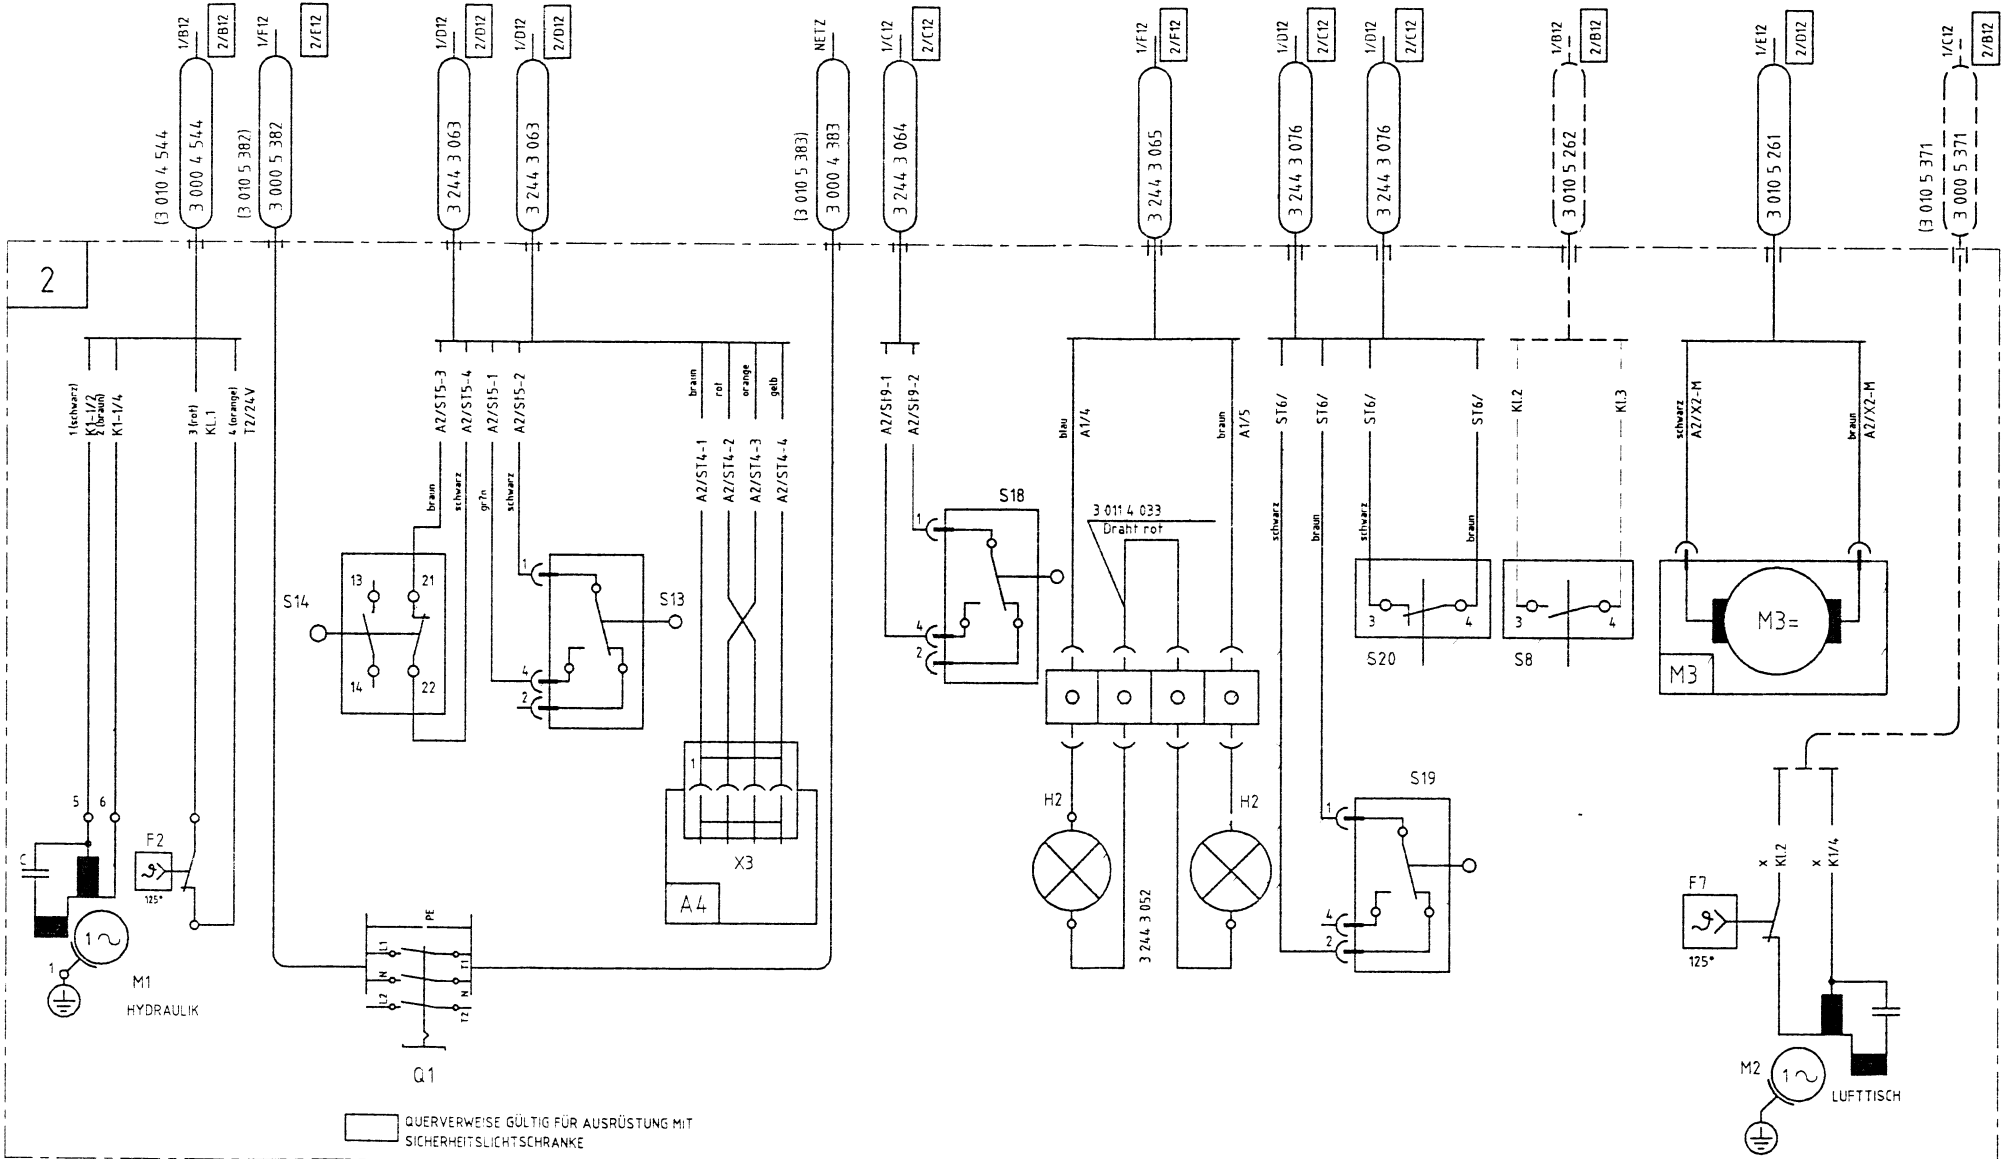 1/B12
2/B12
1/F12
2/F12
1/D12
2/D12
1/D12
2/D12
NETZ
1/C12
2/C12
1/F12
2/F12
1/D12
2/C12
1/D12
2/C12
1/B12
2/B12
1/E12
2/D12
1/C12
2/B12
(3 010 4 544
3 000 4 544
(3 010 5 382)
3 000 5 382
3 244 3 063
3 244 3 063
(3 010 5 383)
3 000 4 383
3 244 3 064
3 244 3 065
3 244 3 076
3 244 3 076
3 010 5 262
3 010 5 261
(3 010 5 371
3 000 5 371
2
1 (schwarz)
K1-1/2
2 (braun)
K1-1/4
3 (rot)
KL.1
4 (orange)
T2/24V
A2/ST5-3
A2/ST5-4
A2/ST5-1
A2/ST5-2
braun
schwarz
gr?n
schwarz
braun
rot
orange
gelb
A2/ST4-1
A2/ST4-2
A2/ST4-3
A2/ST4-4
A2/St9-1
A2/St9-2
blau
A1/4
braun
A1/5
ST6/
ST6/
ST6/
ST6/
schwarz
braun
schwarz
braun
Kl.2
Kl.3
schwarz
A2/X2-M
braun
A2/X2-M
S18
1
4
2
3 011 4 033
Draht rot
S14
13
21
14
22
1
4
2
S13
3
4
S20
3
4
S8
M3=
M3
5
6
C
F2
125°
1
1~
M1
HYDRAULIK
1
X3
A4
PE
L1
T1
N
N
L2
T2
Q1
H2
H2
3 244 3 052
S19
1
4
2
x
Kl.2
x
K1/4
F7
125°
M2
1~
LUFTTISCH
QUERVERWEISE GÜLTIG FÜR AUSRÜSTUNG MIT
SICHERHEITSLICHTSCHRANKE